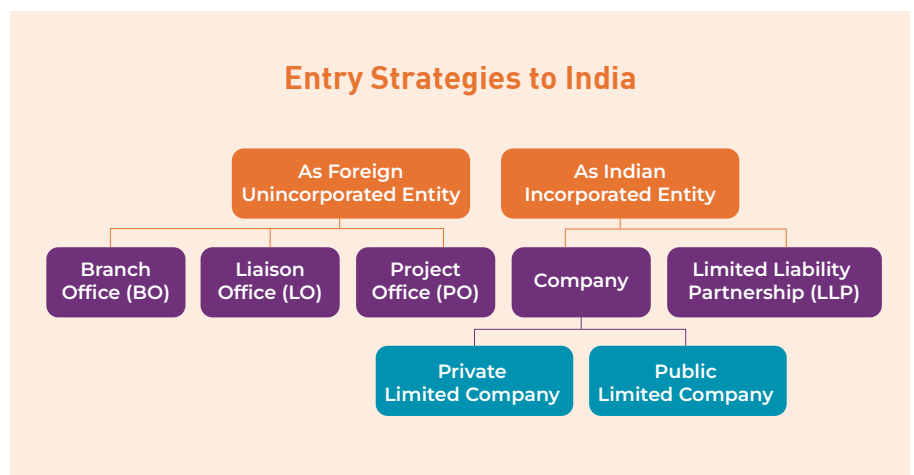 Entry Strategies to India
As Foreign
Unincorporated Entity
As Indian
Incorporated Entity
Branch
Office (BO)
Liaison
Office (LO)
Project
Office (PO)
Company
Limited Liability
Partnership (LLP)
Private
Limited Company
Public
Limited Company